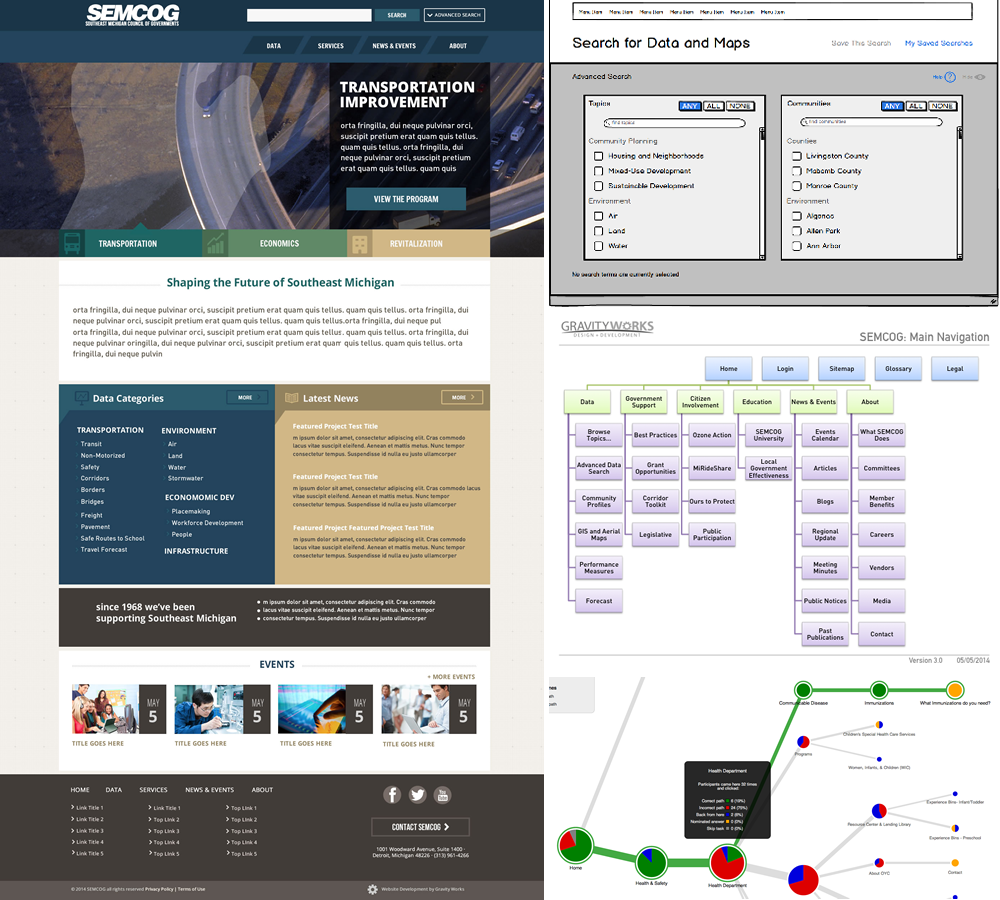 SEMCOG
SOUTHEAST MICHIGAN COUNCIL OF GOVERNMENTS
SEARCH
ADVANCED SEARCH
DATA
SERVICES
NEWS & EVENTS
ABOUT
TRANSPORTATION
IMPROVEMENT
orta fringilla, dui neque pulvinar orci,
suscipit pretium erat quam quis tellus.
quam quis tellus. orta fringilla, dui
neque pulvinar orci, suscipit pretium
erat quam quis tellus. quam quis
VIEW THE PROGRAM
TRANSPORTATION
ECONOMICS
REVITALIZATION
Shaping the Future of Southeast Michigan
orta fringilla, dui neque pulvinar orci, suscipit pretium erat quam quis tellus. quam quis tellus. orta fringilla, dui
neque pulvinar orci, suscipit pretium erat quam quis tellus. quam quis tellus.orta fringilla, dui neque pul
orta fringilla, dui neque pulvinar orci, suscipit pretium erat quam quis tellus. quam quis tellus. orta fringilla, dui
neque pulvinar oringilla, dui neque pulvinar orci, suscipit pretium erat quam quis tellus. quam quis tellus. orta
fringilla, dui neque pulvin
Data Categories
MORE
TRANSPORTATION
Transit
Non-Motorized
Safety
Corridors
Borders
Bridges
Freight
Pavement
Safe Routes to School
Travel Forecast
ENVIRONMENT
Air
Land
Water
Stormwater
ECONOMOMIC DEV
Placemaking
Workforce Development
People
INFRASTRUCTURE
Latest News
MORE
Featured Project Test Title
m ipsum dolor sit amet, consectetur adipiscing elit. Cras commodo
lacus vitae suscipit eleifend. Aenean et mattis metus. Nunc tempor
consectetur tempus. Suspendisse id nulla eu justo ullamcorper
Featured Project Test Title
m ipsum dolor sit amet, consectetur adipiscing elit. Cras commodo lacus
vitae suscipit eleifend. Aenean et mattis metus. Nunc tempor
consectetur tempus. Suspendisse id nulla eu justo ullamcorper
Featured Project Featured Project Test Title
m ipsum dolor sit amet, consectetur adipiscing elit. Cras commodo
lacus vitae suscipit eleifend. Aenean et mattis metus. Nunc tempor
consectetur tempus. Suspendisse id nulla eu justo ullamcorper
since 1968 we've been
supporting Southeast Michigan
m ipsum dolor sit amet, consectetur adipiscing elit. Cras commodo
lacus vitae suscipit eleifend. Aenean et mattis metus. Nunc tempor
consectetur tempus. Suspendisse id nulla eu justo ullamcorper
EVENTS
+ MORE EVENTS
MAY
5
MAY
5
MAY
5
MAY
5
TITLE GOES HERE
TITLE GOES HERE
TITLE GOES HERE
TITLE GOES HERE
HOME
DATA
SERVICES
NEWS & EVENTS
ABOUT
Link Title 1
Link Title 2
Link Title 3
Link Title 4
Link Title 5
Link Title 1
Top Link 2
Top Link 3
Top Link 4
Top Link 5
Top Link 1
Top Link 2
Top Link 3
Top Link 4
Top Link 5
You
Tube
CONTACT SEMCOG
1001 Woodward Avenue, Suite 1400 ·
Detroit, Michigan 48226 · (313) 961-4266
© 2014 SEMCOG all rights reserved Privacy Policy | Terms of Use
Website Development by Gravity Works
Menu Item Menu Item Menu Item Menu Item Menu Item Menu Item Menu Item
Search for Data and Maps
Save This Search
My Saved Searches
Advanced Search
Help ?
Topics
ANY ALL NONE
find topics
Community Planning
Housing and Neighborhoods
Mixed-Use Development
Sustainable Development
Environment
Air
Land
Water
Communities
ANY ALL NONE
find communities
Counties
Livingston County
Mabomb County
Monroe County
Environment
Algonac
Allen Park
Ann Arbor
No search terms are currently selected
GRAVITYWORKS
DESIGN + DEVELOPMENT
SEMCOG: Main Navigation
Home
Login
Sitemap
Glossary
Legal
Data
Government
Support
Citizen
Involvement
Education
News & Events
About
Browse
Topics...
Advanced Data
Search
Community
Profiles
GIS and Aerial
Maps
Performance
Measures
Forecast
Best Practices
Grant
Opportunities
Corridor
Toolkit
Legislative
Ozone Action
MiRideShare
Ours to Protect
Public
Participation
SEMCOG
University
Local
Government
Effectiveness
Events
Calendar
Articles
Blogs
Regional
Update
Meeting
Minutes
Public Notices
Past
Publications
What SEMCOG
Does
Committees
Member
Benefits
Careers
Vendors
Media
Contact
Version 3.0
05/05/2014
Communicable Disease
Immunizations
What Immunizations do you need?
Children's Special Health Care Services
Programs
Women, Infants, & Children (WIC)
Health Department
Participants came here 32 times
and clicked:
Correct path
Incorrect path
24 (75%)
Back from here
Nominated answer
0 (0%)
Skip task
0 (0%)
Experience Bins- Infant/Toddler
Resource Center & Landing Library
Experience Bins - Preschool
About OYC
Contact
Home
Health & Safety
Health Department